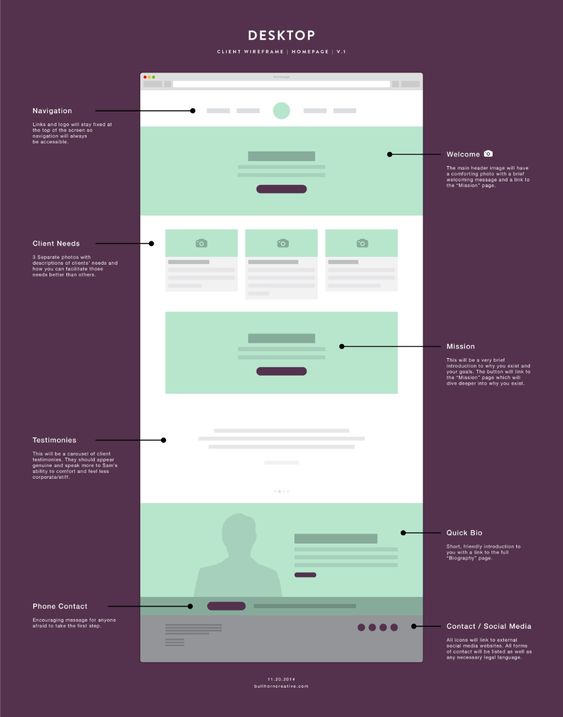 DESKTOP
CLIENT WIREFRAME | HOMEPAGE | V.1
Homepage
Navigation
Links and logo will stay fixed at
the top of the screen so
navigation will always
be accessible.
Welcome
The main header image will have
a comforting photo with a brief
welcoming message and a link to
the "Mission" page.
Client Needs
3 Separate photos with
descriptions of clients' needs and
how you can facilitate those
needs better than others.
Mission
This will be a very brief
introduction to why you exist and
your goals. The button will link to
the "Mission" page which will
dive deeper into why you exist.
Testimonies
This will be a carousel of client
testimonies. They should appear
genuine and speak more to Sam's
ability to comfort and feel less
corporate/stiff.
Quick Bio
Short, friendly introduction to
you with a link to the full
"Biography" page.
Phone Contact
Encouraging message for anyone
afraid to take the first step.
Contact / Social Media
All icons will link to external
social media websites. All forms
of contact will be listed as well as
any necessary legal language.
11.20.2014
bullhorncreative.com